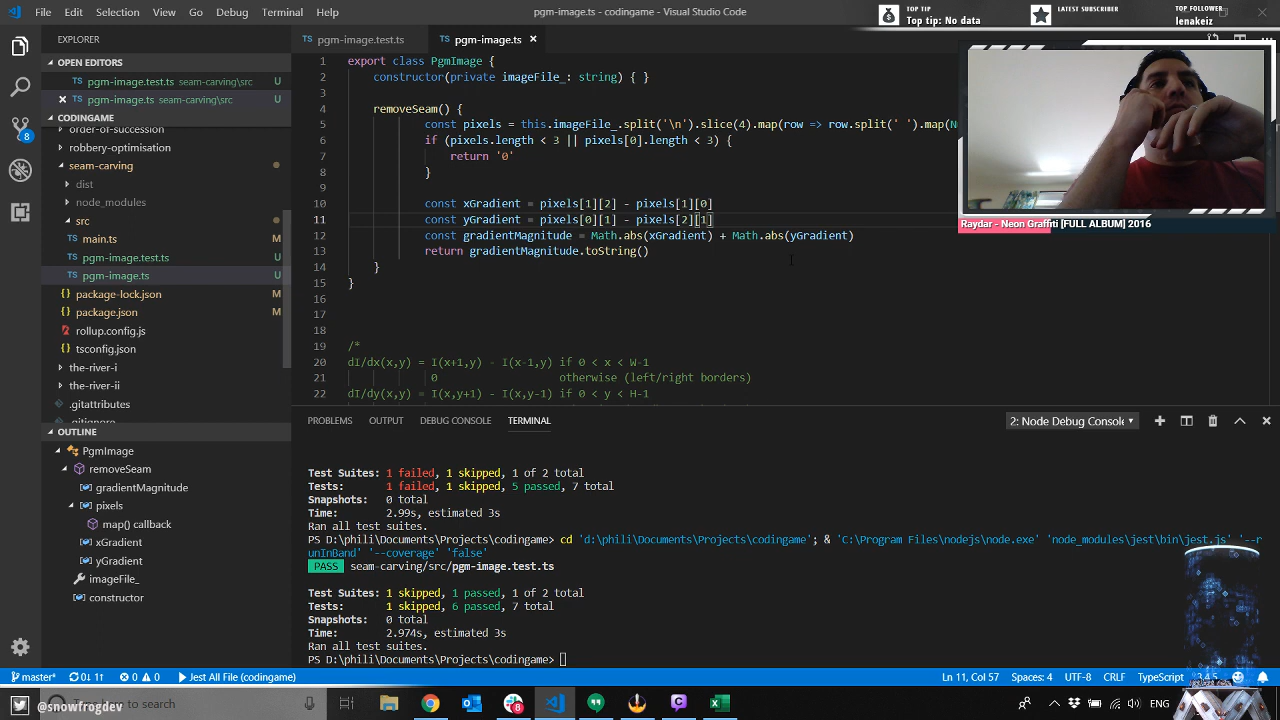 File Edit Selection View Go Debug Terminal Help
pgm-image.ts - codingame - Visual Studio Code
TOP TIP
Top tip: No data
LATEST SUBSCRIBER
TOP FOLLOWER
lenakeiz
EXPLORER
OPEN EDITORS
pgm-image.test.ts seam-carving\src U
pgm-image.ts seam-carving\src U
CODINGAME
order-of-succession
robbery-optimisation
seam-carving
dist
node_modules
src
TS main.ts U
TS pgm-image.test.ts U
TS pgm-image.ts U
{} package-lock.json M
{} package.json M
rollup.config.js
tsconfig.json
the-river-i
the-river-ii
.gitattributes
.gitignore
OUTLINE
PgmImage
removeSeam
gradientMagnitude
pixels
map() callback
xGradient
yGradient
imageFile_
constructor
TS pgm-image.test.ts
TS pgm-image.ts
1 export class PgmImage {
2 constructor(private imageFile_: string) { }
3
4 removeSeam() {
5 const pixels = this.imageFile_.split('\n').slice(4).map(row => row.split(' ').map(N
6 if (pixels.length < 3 || pixels[0].length < 3) {
7 return '0'
8 }
9
10 const xGradient = pixels[1][2] - pixels[1][0]
11 const yGradient = pixels[0][1] - pixels[2][1]
12 const gradientMagnitude = Math.abs(xGradient) + Math.abs(yGradient)
13 return gradientMagnitude.toString()
14 }
15 }
16
17
18
19 /*
20 dI/dx(x,y) = I(x+1,y) - I(x-1,y) if 0 < x < W-1
21 0 otherwise (left/right borders)
22 dI/dy(x,y) = I(x,y+1) - I(x,y-1) if 0 < y < H-1
Raydar - Neon Graffiti [FULL ALBUM] 2016
PROBLEMS OUTPUT DEBUG CONSOLE TERMINAL
2: Node Debug Console
Test Suites: 1 failed, 1 skipped, 1 of 2 total
Tests: 1 failed, 1 skipped, 5 passed, 7 total
Snapshots: 0 total
Time: 2.99s, estimated 3s
Ran all test suites.
PS D:\phili\Documents\Projects\codingame> cd 'd:\phili\Documents\Projects\codingame'; & 'C:\Program Files\nodejs\node.exe' 'node_modules\jest\bin\jest.js' '--r
unInBand' '--coverage' 'false'
PASS seam-carving/src/pgm-image.test.ts
Test Suites: 1 skipped, 1 passed, 1 of 2 total
Tests: 1 skipped, 6 passed, 7 total
Snapshots: 0 total
Time: 2.974s, estimated 3s
Ran all test suites.
PS D:\phili\Documents\Projects\codingame>
master* 0↓ 1↑ 0 0 Jest All File (codingame)
Ln 11, Col 57 Spaces: 4 UTF-8 CRLF TypeScript 3.4.5
@snowfrogdev
to search
ENG